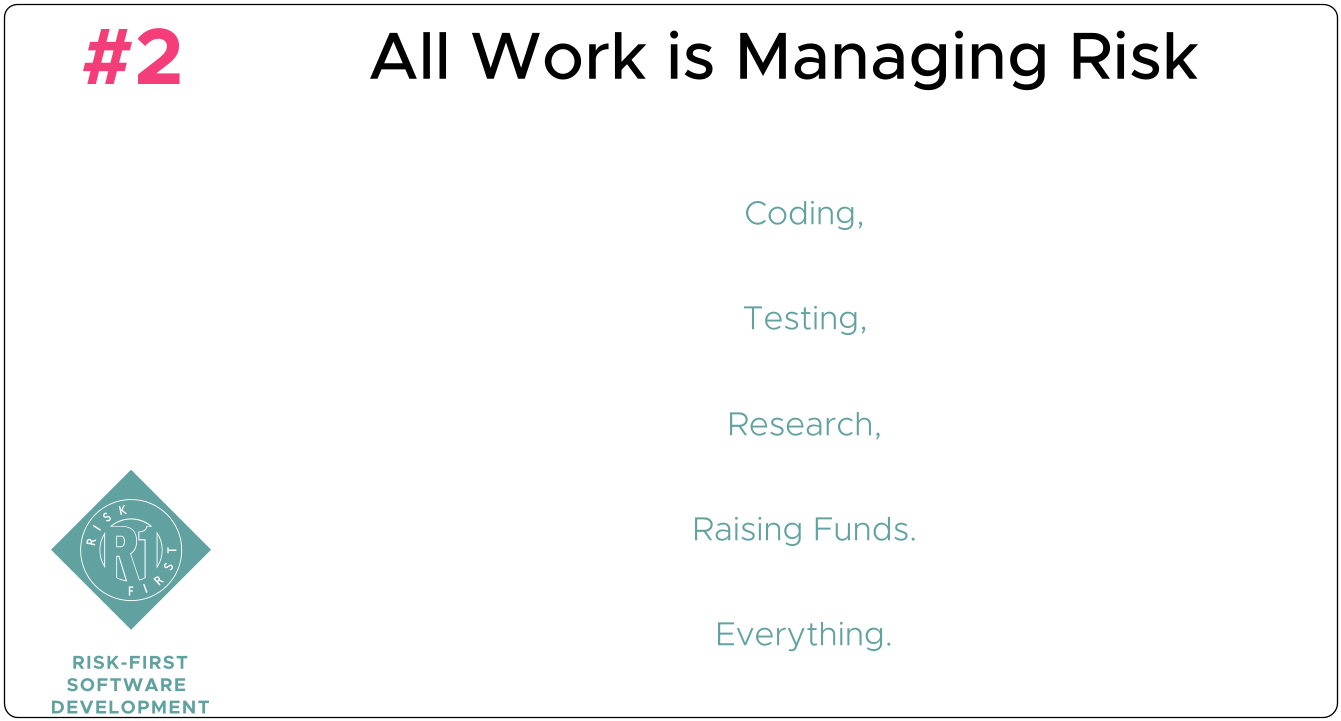 #2
All Work is Managing Risk
Coding,
Testing,
Research,
Raising Funds.
Everything.
RISK
R1
FIRST
RISK-FIRST
SOFTWARE
DEVELOPMENT